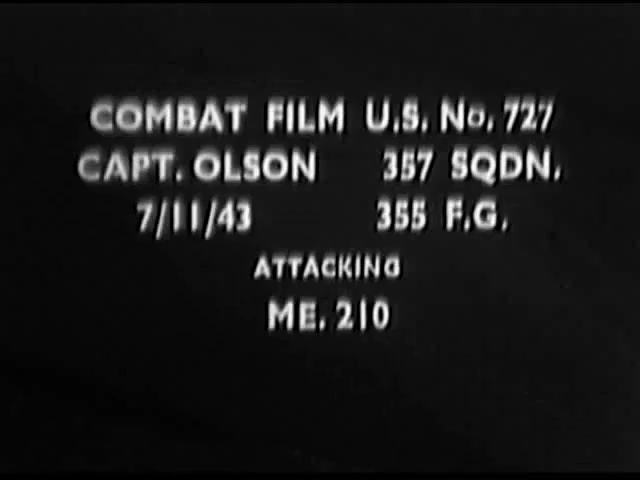 COMBAT FILM U.S. No. 727
CAPT. OLSON 357 SQDN.
7/11/43 355 F.G.
ATTACKING
ME. 210